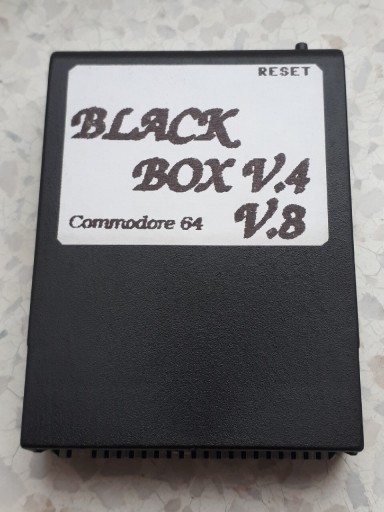 RESET
BLACK
BOX V.4
Commodore 64 V.8